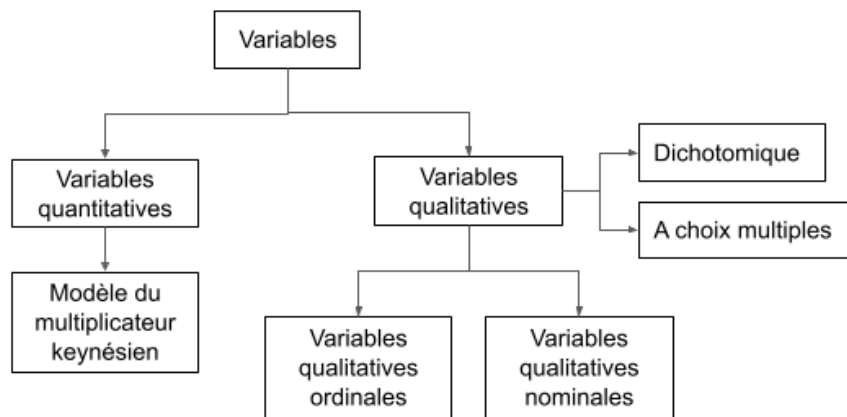 Variables
Variables
quantitatives
Variables
qualitatives
Dichotomique
A choix multiples
Modèle du
multiplicateur
keynésien
Variables
qualitatives
ordinales
Variables
qualitatives
nominales